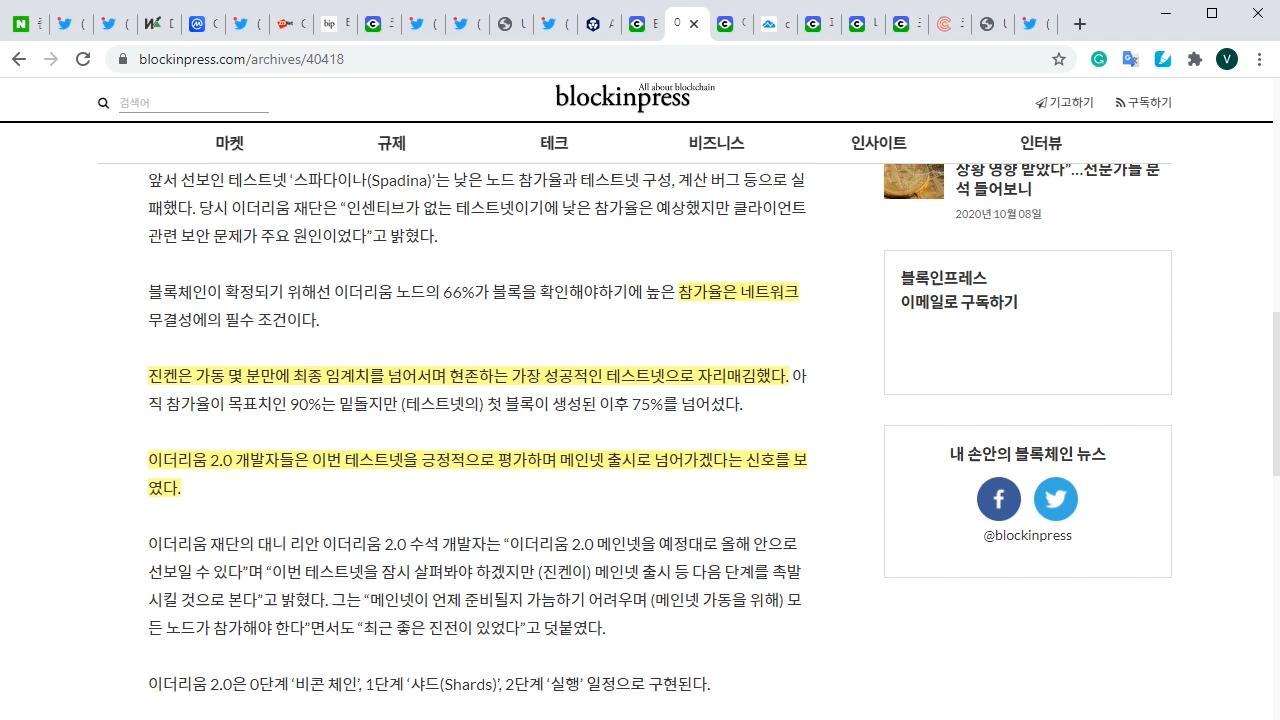 blockinpress.com/archives/40418
V
검색어
All about blockchain
blockinpress
기고하기
구독하기
마켓
규제
테크
비즈니스
인사이트
인터뷰
앞서 선보인 테스트넷 ‘스파다이나(Spadina)’는 낮은 노드 참가율과 테스트넷 구성, 계산 버그 등으로 실
패했다. 당시 이더리움 재단은 “인센티브가 없는 테스트넷이기에 낮은 참가율은 예상했지만 클라이언트
관련 보안 문제가 주요 원인이었다”고 밝혔다.
블록체인이 확정되기 위해선 이더리움 노드의 66%가 블록을 확인해야하기에 높은 참가율은 네트워크
무결성에의 필수 조건이다.
진켄은 가동 몇 분만에 최종 임계치를 넘어서며 현존하는 가장 성공적인 테스트넷으로 자리매김했다. 아
직 참가율이 목표치인 90%는 밑돌지만 (테스트넷의) 첫 블록이 생성된 이후 75%를 넘어섰다.
이더리움 2.0 개발자들은 이번 테스트넷을 긍정적으로 평가하며 메인넷 출시로 넘어가겠다는 신호를 보
였다.
이더리움 재단의 대니 리안 이더리움 2.0 수석 개발자는 “이더리움 2.0 메인넷을 예정대로 올해 안으로
선보일 수 있다”며 “이번 테스트넷을 잠시 살펴봐야 하겠지만 (진켄이) 메인넷 출시 등 다음 단계를 촉발
시킬 것으로 본다”고 밝혔다. 그는 “메인넷이 언제 준비될지 가늠하기 어려우며 (메인넷 가동을 위해) 모
든 노드가 참가해야 한다”면서도 “최근 좋은 진전이 있었다”고 덧붙였다.
이더리움 2.0은 0단계 ‘비콘 체인’, 1단계 ‘샤드(Shards)’, 2단계 ‘실행’ 일정으로 구현된다.
상황 영향 받았다”…전문가들 분
석 들어보니
2020년 10월 08일
블록인프레스
이메일로 구독하기
내 손안의 블록체인 뉴스
@blockinpress